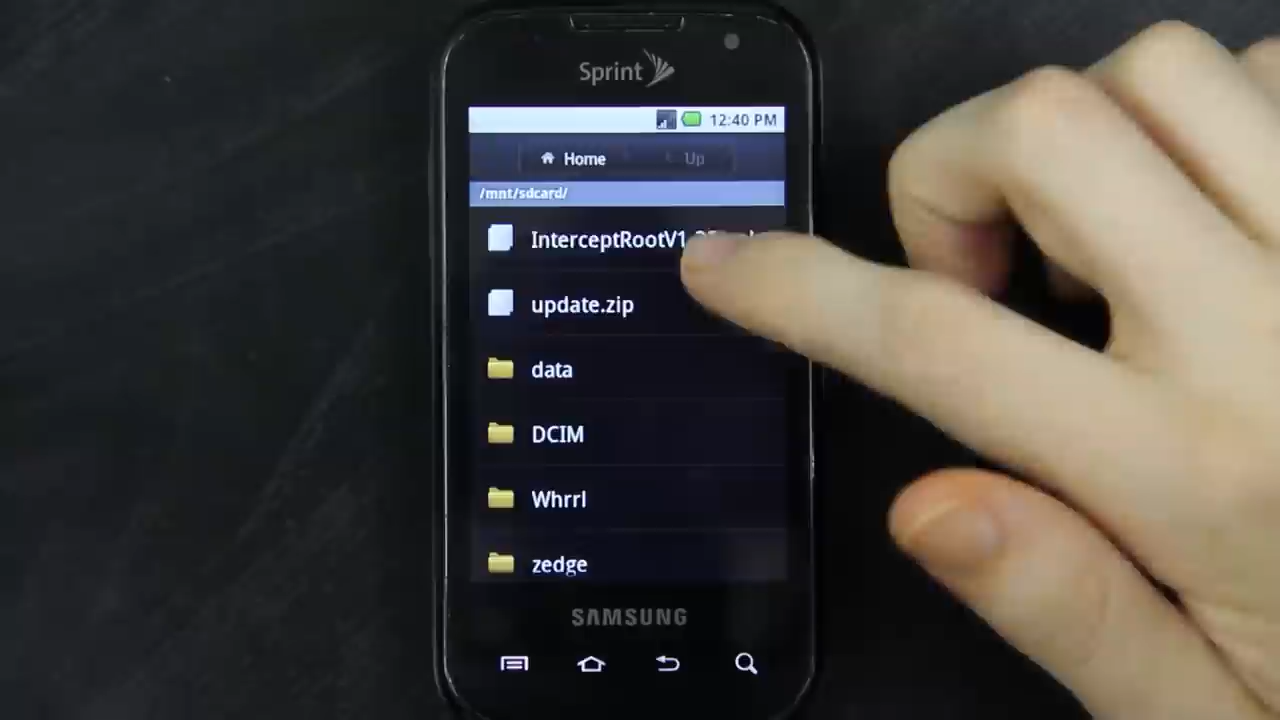 Sprint
12:40 PM
Home
Up
/mnt/sdcard/
InterceptRootV1
update.zip
data
DCIM
Whrrl
zedge
SAMSUNG